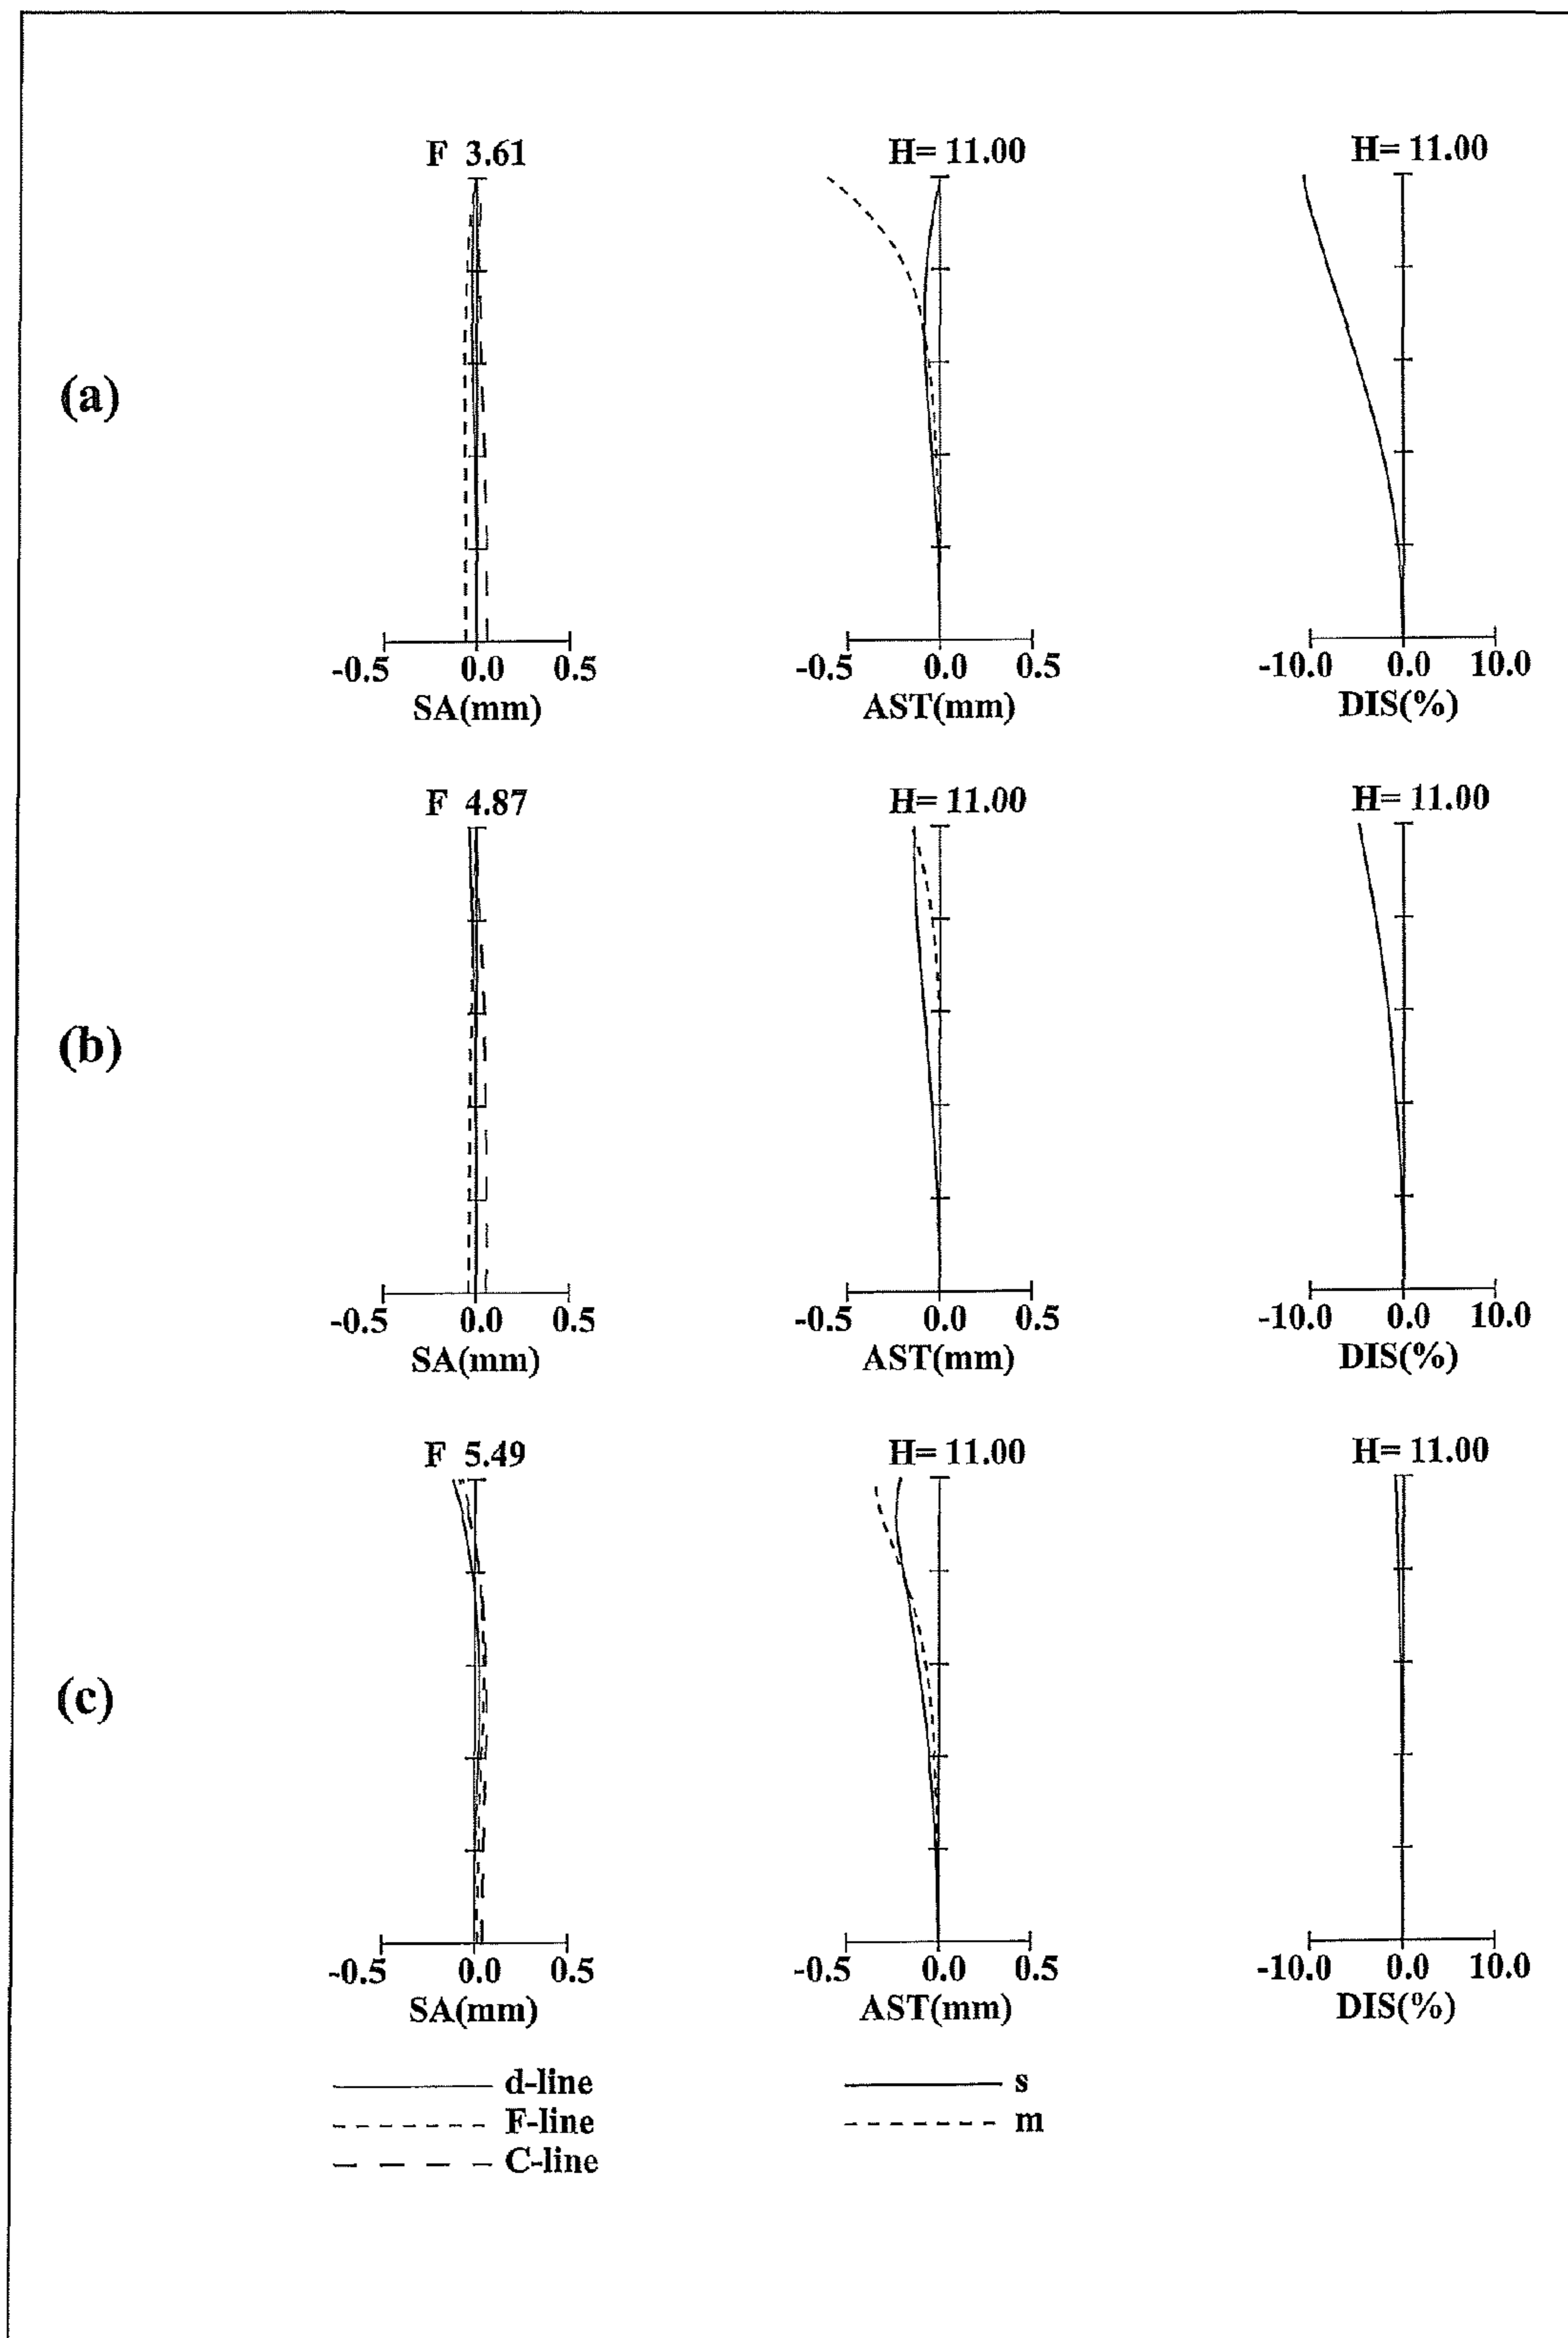 F 3.61 H= 11.00 H= 11.00
(a)
-0.5 0.0 0.5 -0.5 0.0 0.5 -10.0 0.0 10.0
SA(mm) AST(mm) DIS(%)
F 4.87 H= 11.00 H= 11.00
(b)
-0.5 0.0 0.5 -0.5 0.0 0.5 -10.0 0.0 10.0
SA(mm) AST(mm) DIS(%)
F 5.49 H= 11.00 H= 11.00
(c)
-0.5 0.0 0.5 -0.5 0.0 0.5 -10.0 0.0 10.0
SA(mm) AST(mm) DIS(%)
d-line s
F-line m
C-line